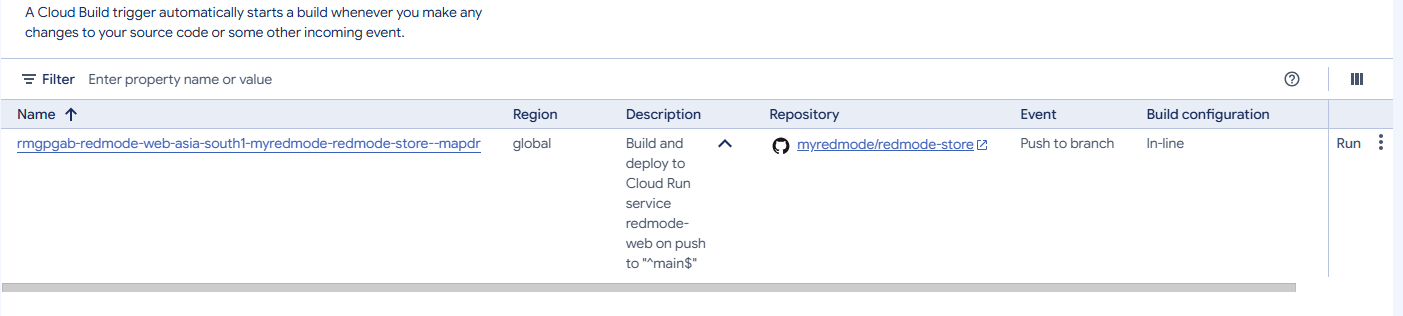 A Cloud Build trigger automatically starts a build whenever you make any
changes to your source code or some other incoming event.
Filter Enter property name or value
Name Region Description Repository Event Build configuration
rmgpgab-redmode-web-asia-south1-myredmode-redmode-store--mapdr global Build and myredmode/redmode-store Push to branch In-line Run
deploy to
Cloud Run
service
redmode-
web on push
to "^main$"